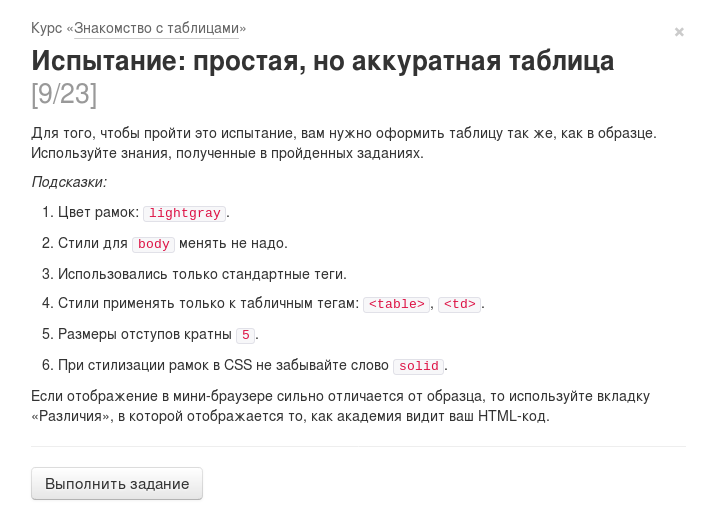 Курс «Знакомство с таблицами»
×
Испытание: простая, но аккуратная таблица
[9/23]
Для того, чтобы пройти это испытание, вам нужно оформить таблицу так же, как в образце.
Используйте знания, полученные в пройденных заданиях.
Подсказки:
1. Цвет рамок: lightgray.
2. Стили для body менять не надо.
3. Использовались только стандартные теги.
4. Стили применять только к табличным тегам: <table>, <td>.
5. Размеры отступов кратны 5.
6. При стилизации рамок в CSS не забывайте слово solid.
Если отображение в мини-браузере сильно отличается от образца, то используйте вкладку
«Различия», в которой отображается то, как академия видит ваш HTML-код.
Выполнить задание